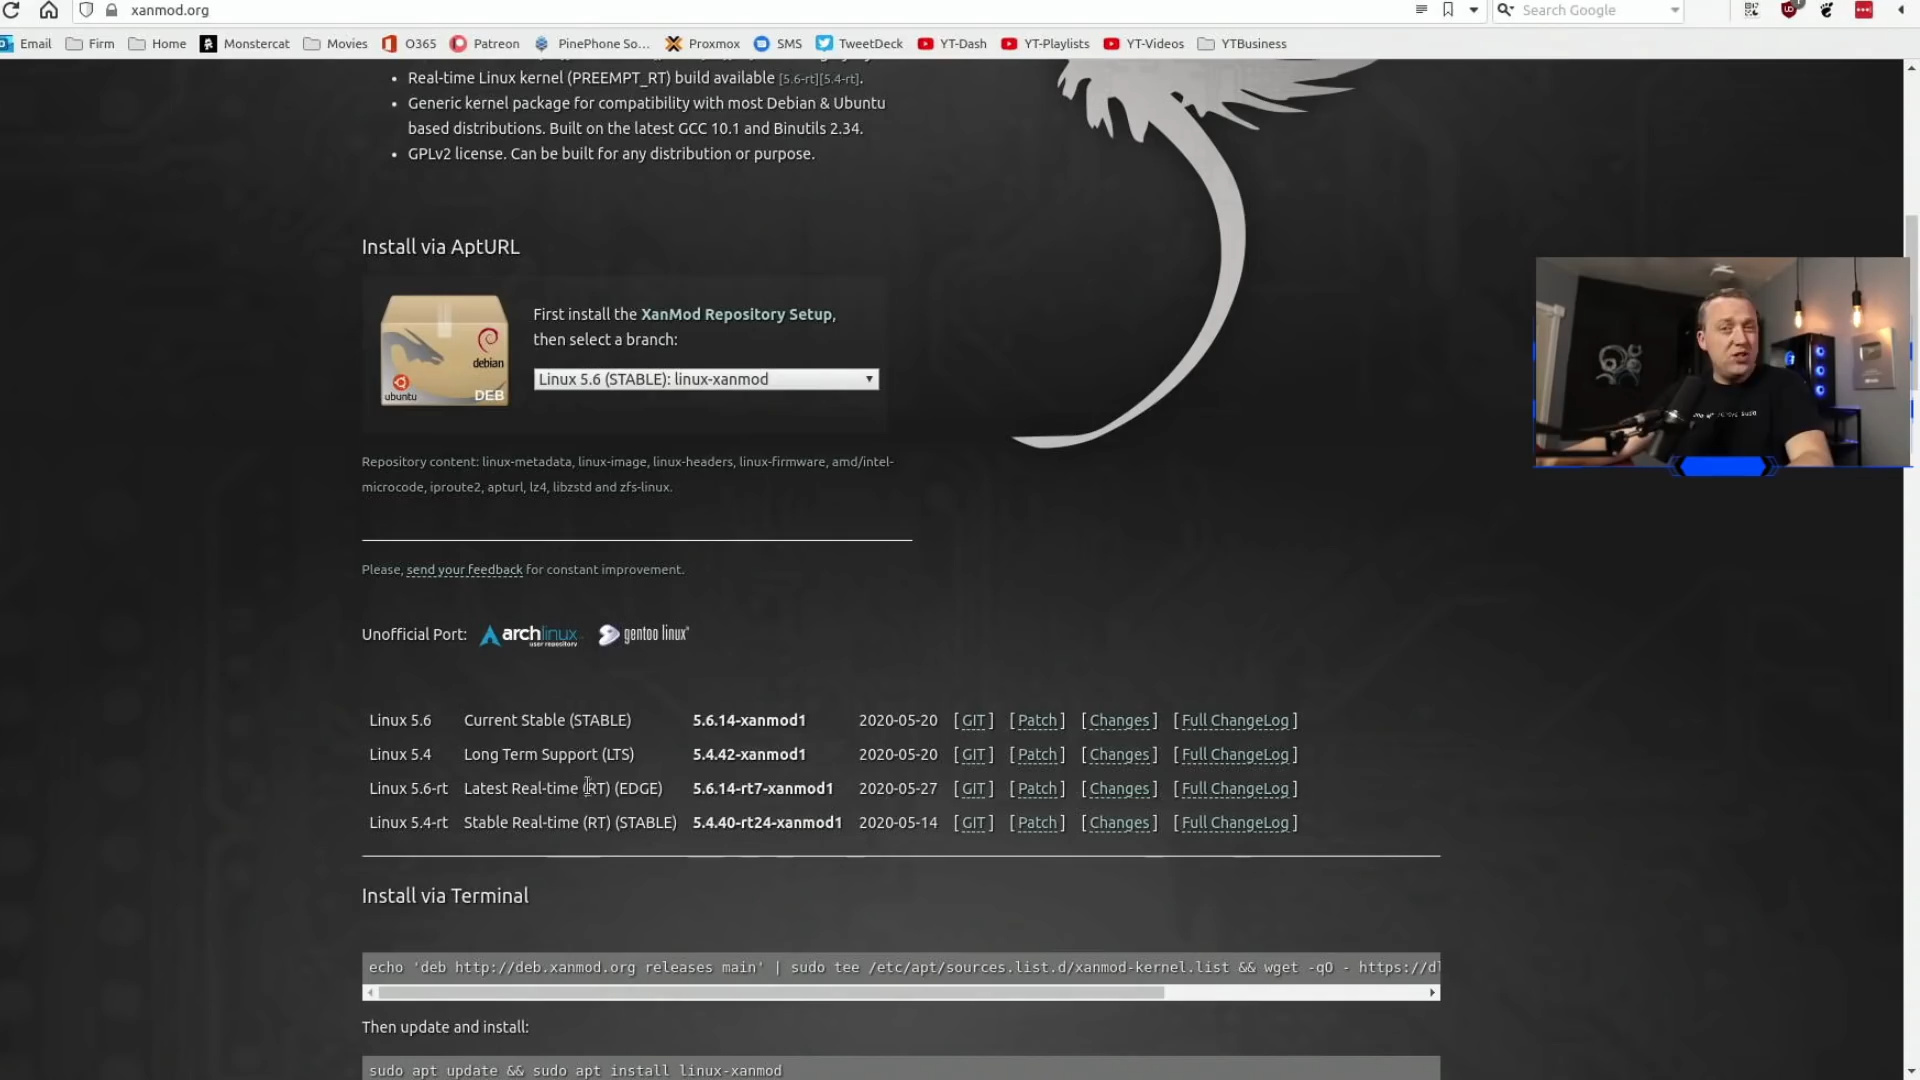 xanmod.org
Search Google
Email Firm Home Monstercat Movies O365 Patreon PinePhone So... Proxmox SMS TweetDeck YT-Dash YT-Playlists YT-Videos YTBusiness
• Real-time Linux kernel (PREEMPT_RT) build available [5.6-rt][5.4-rt].
• Generic kernel package for compatibility with most Debian & Ubuntu
based distributions. Built on the latest GCC 10.1 and Binutils 2.34.
• GPLv2 license. Can be built for any distribution or purpose.
Install via AptURL
debian
ubuntu
DEB
First install the XanMod Repository Setup,
then select a branch:
Linux 5.6 (STABLE): linux-xanmod
Repository content: linux-metadata, linux-image, linux-headers, linux-firmware, amd/intel-
microcode, iproute2, apturl, lz4, libzstd and zfs-linux.
Please, send your feedback for constant improvement.
Unofficial Port: archlinux user repository gentoo linux
Linux 5.6 Current Stable (STABLE) 5.6.14-xanmod1 2020-05-20 [ GIT ] [ Patch ] [ Changes ] [ Full ChangeLog ]
Linux 5.4 Long Term Support (LTS) 5.4.42-xanmod1 2020-05-20 [ GIT ] [ Patch ] [ Changes ] [ Full ChangeLog ]
Linux 5.6-rt Latest Real-time (RT) (EDGE) 5.6.14-rt7-xanmod1 2020-05-27 [ GIT ] [ Patch ] [ Changes ] [ Full ChangeLog ]
Linux 5.4-rt Stable Real-time (RT) (STABLE) 5.4.40-rt24-xanmod1 2020-05-14 [ GIT ] [ Patch ] [ Changes ] [ Full ChangeLog ]
Install via Terminal
echo 'deb http://deb.xanmod.org releases main' | sudo tee /etc/apt/sources.list.d/xanmod-kernel.list && wget -qO - https://dl
Then update and install:
sudo apt update && sudo apt install linux-xanmod